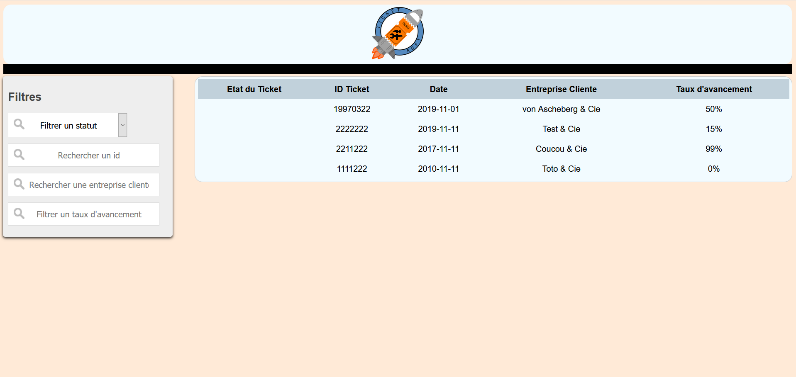 Filtres
Filtrer un statut
Rechercher un id
Rechercher une entreprise client
Filtrer un taux d'avancement
Etat du Ticket ID Ticket Date Entreprise Cliente Taux d'avancement
19970322 2019-11-01 von Ascheberg & Cie 50%
2222222 2019-11-11 Test & Cie 15%
2211222 2017-11-11 Coucou & Cie 99%
1111222 2010-11-11 Toto & Cie 0%